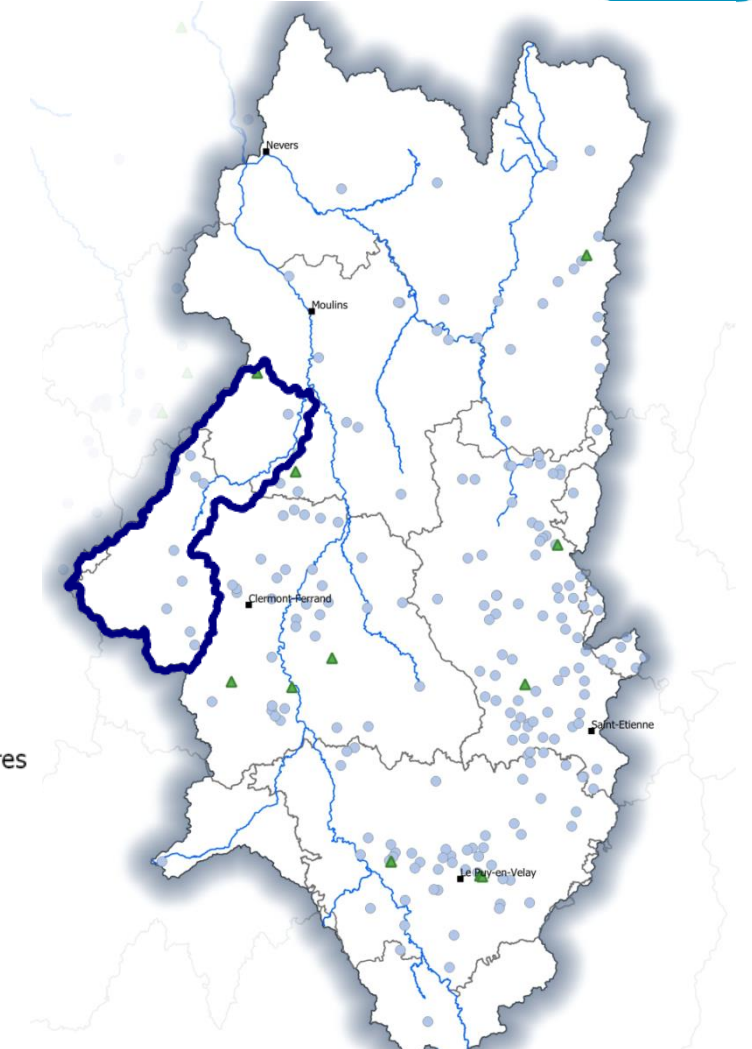 Nevers
Moulins
Clermont-Ferrand
Saint-Etienne
res
Le Puy-en-Velay